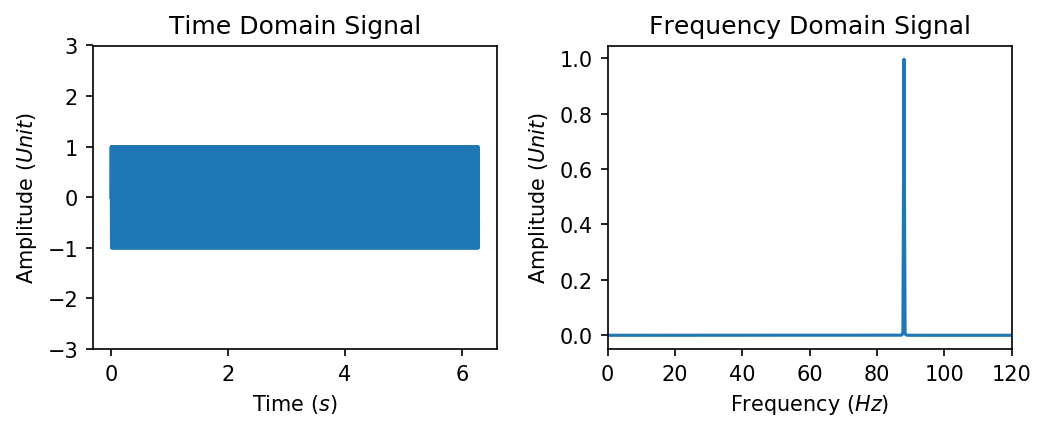 Time Domain Signal
Amplitude (Unit)
3
2
1
0
−1
−2
−3
0 2 4 6
Time (s)
Frequency Domain Signal
Amplitude (Unit)
1.0
0.8
0.6
0.4
0.2
0.0
0 20 40 60 80 100 120
Frequency (Hz)